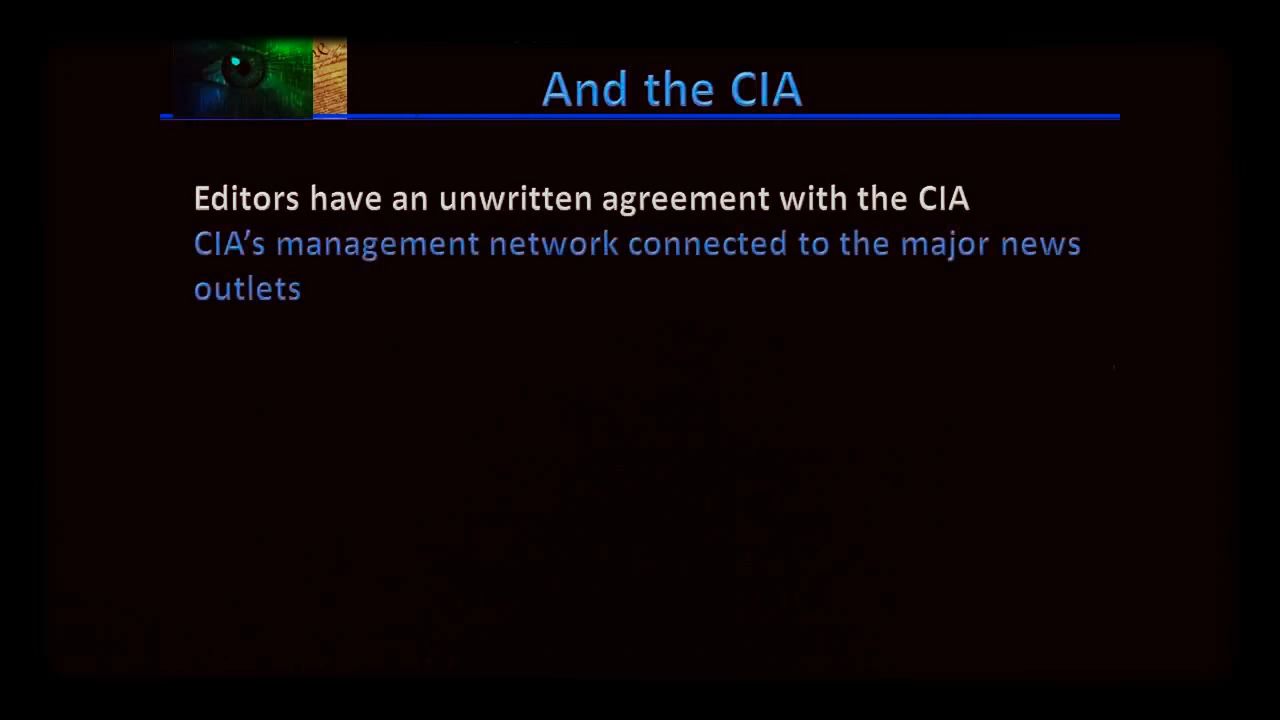 And the CIA
Editors have an unwritten agreement with the CIA
CIA’s management network connected to the major news
outlets